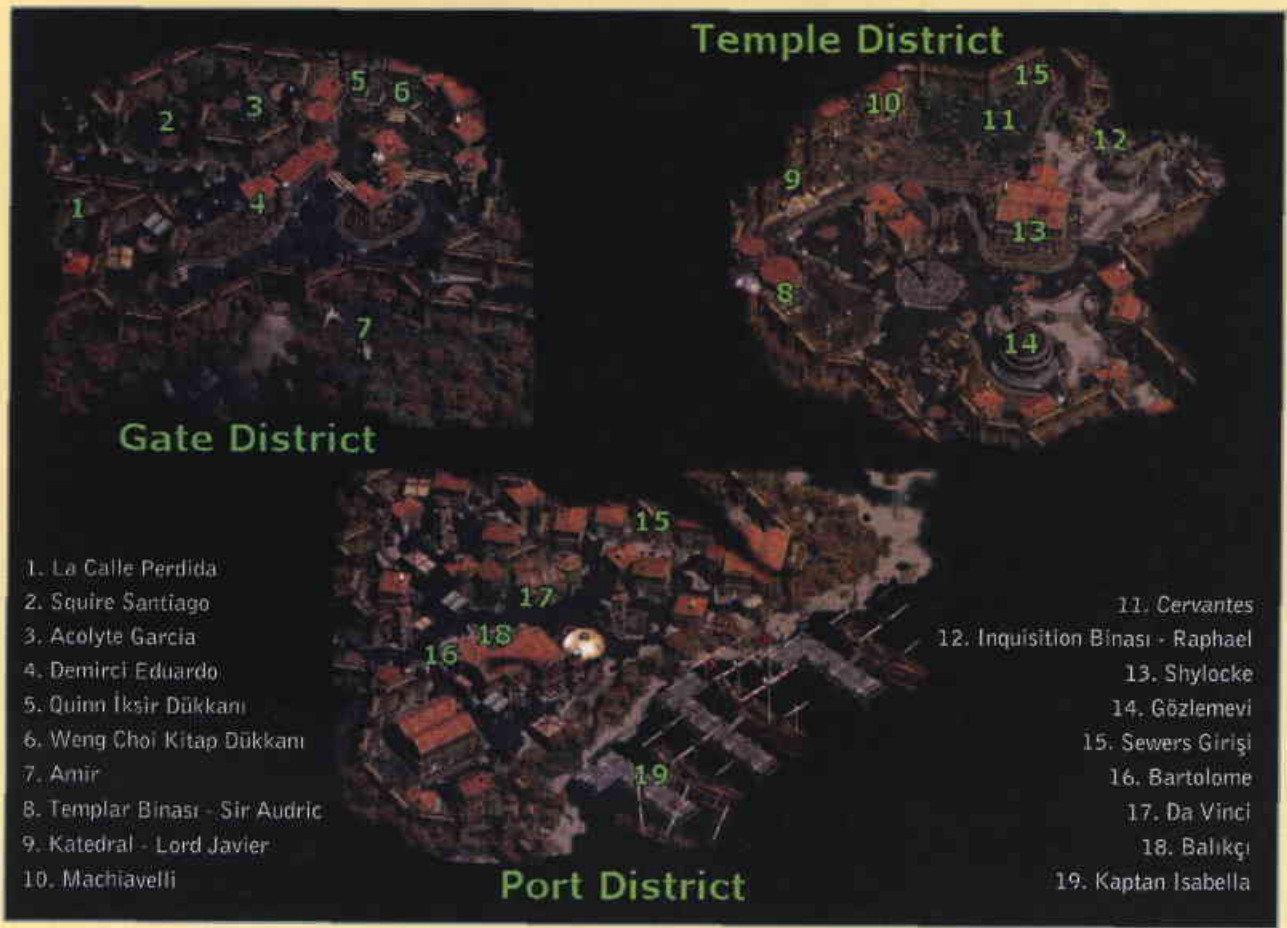 Temple District
5
6
3
2
1
4
7
15
10
11
12
9
13
8
14
Gate District
15
17
18
16
19
Port District
1. La Calle Perdida
2. Squire Santiago
3. Acolyte Garcia
4. Demirci Eduardo
5. Quinn İksir Dükkanı
6. Weng Choi Kitap Dükkanı
7. Amir
8. Templar Binası - Sir Audric
9. Katedral - Lord Javier
10. Machiavelli
11. Cervantes
12. Inquisition Binası - Raphael
13. Shylocke
14. Gözlemevi
15. Sewers Girişi
16. Bartolome
17. Da Vinci
18. Balıkçı
19. Kaptan Isabella